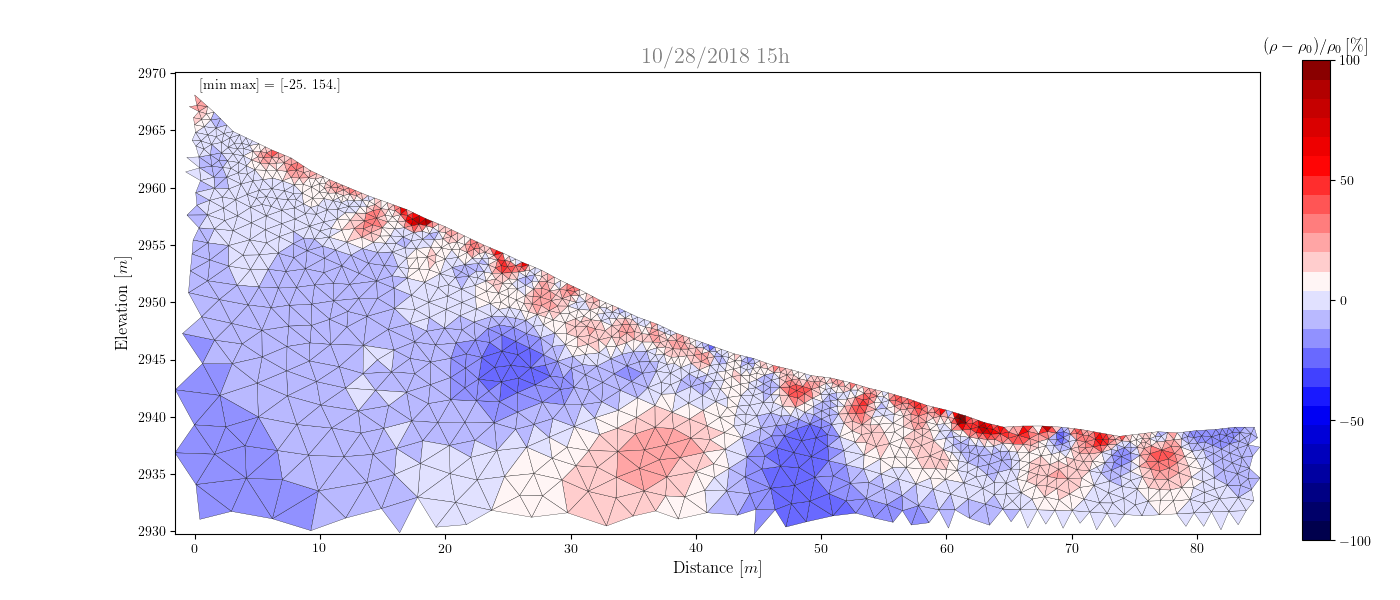 10/28/2018 15h
(ρ − ρ₀)/ρ₀ [%]
[min max] = [-25. 154.]
2970
2965
2960
2955
2950
2945
2940
2935
2930
Elevation [m]
0 10 20 30 40 50 60 70 80
Distance [m]
100
50
0
−50
−100